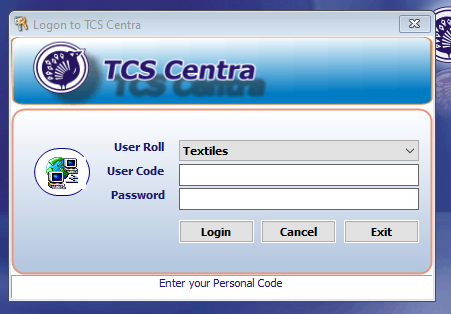 Logon to TCS Centra
TCS Centra
User Roll
Textiles
User Code
Password
Login
Cancel
Exit
Enter your Personal Code